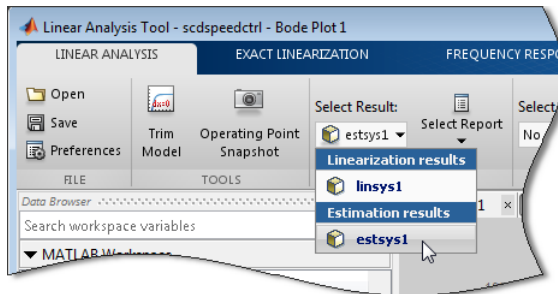 Linear Analysis Tool - scdspeedctrl - Bode Plot 1
LINEAR ANALYSIS
EXACT LINEARIZATION
FREQUENCY RESP
Open
Save
Preferences
FILE
Trim
Model
Operating Point
Snapshot
TOOLS
Select Result:
estsys1
Select Report
Select
No
Linearization results
linsys1
Estimation results
estsys1
1
Data Browser
Search workspace variables
MATLAB